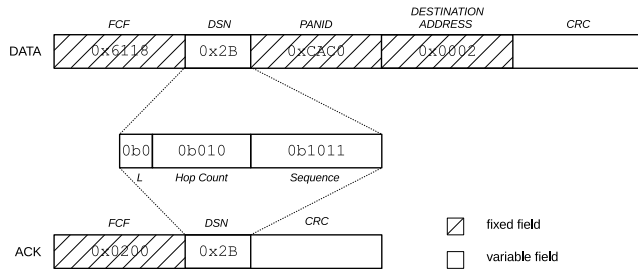 FCF DSN PANID DESTINATION ADDRESS CRC
DATA 0x6118 0x2B 0xCAC0 0x0002
0b0 0b010 0b1011
L Hop Count Sequence
FCF DSN CRC
ACK 0x0200 0x2B
fixed field
variable field